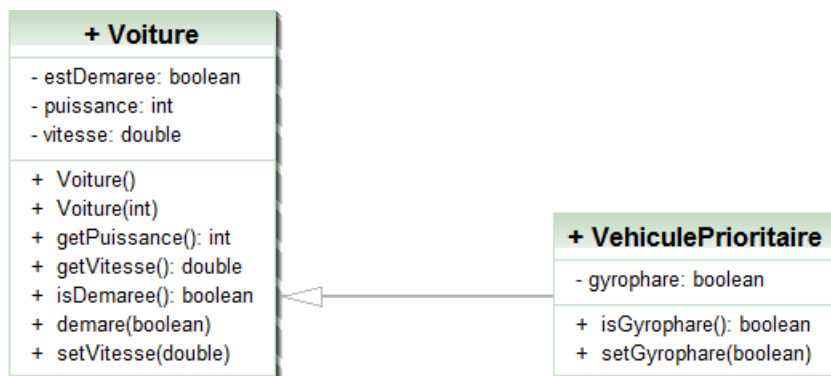 + Voiture
- estDemaree: boolean
- puissance: int
- vitesse: double
+ Voiture()
+ Voiture(int)
+ getPuissance(): int
+ getVitesse(): double
+ isDemaree(): boolean
+ demare(boolean)
+ setVitesse(double)
+ VehiculePrioritaire
- gyrophare: boolean
+ isGyrophare(): boolean
+ setGyrophare(boolean)